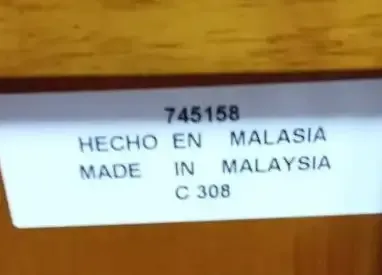 745158
HECHO EN MALASIA
MADE IN MALAYSIA
C 308